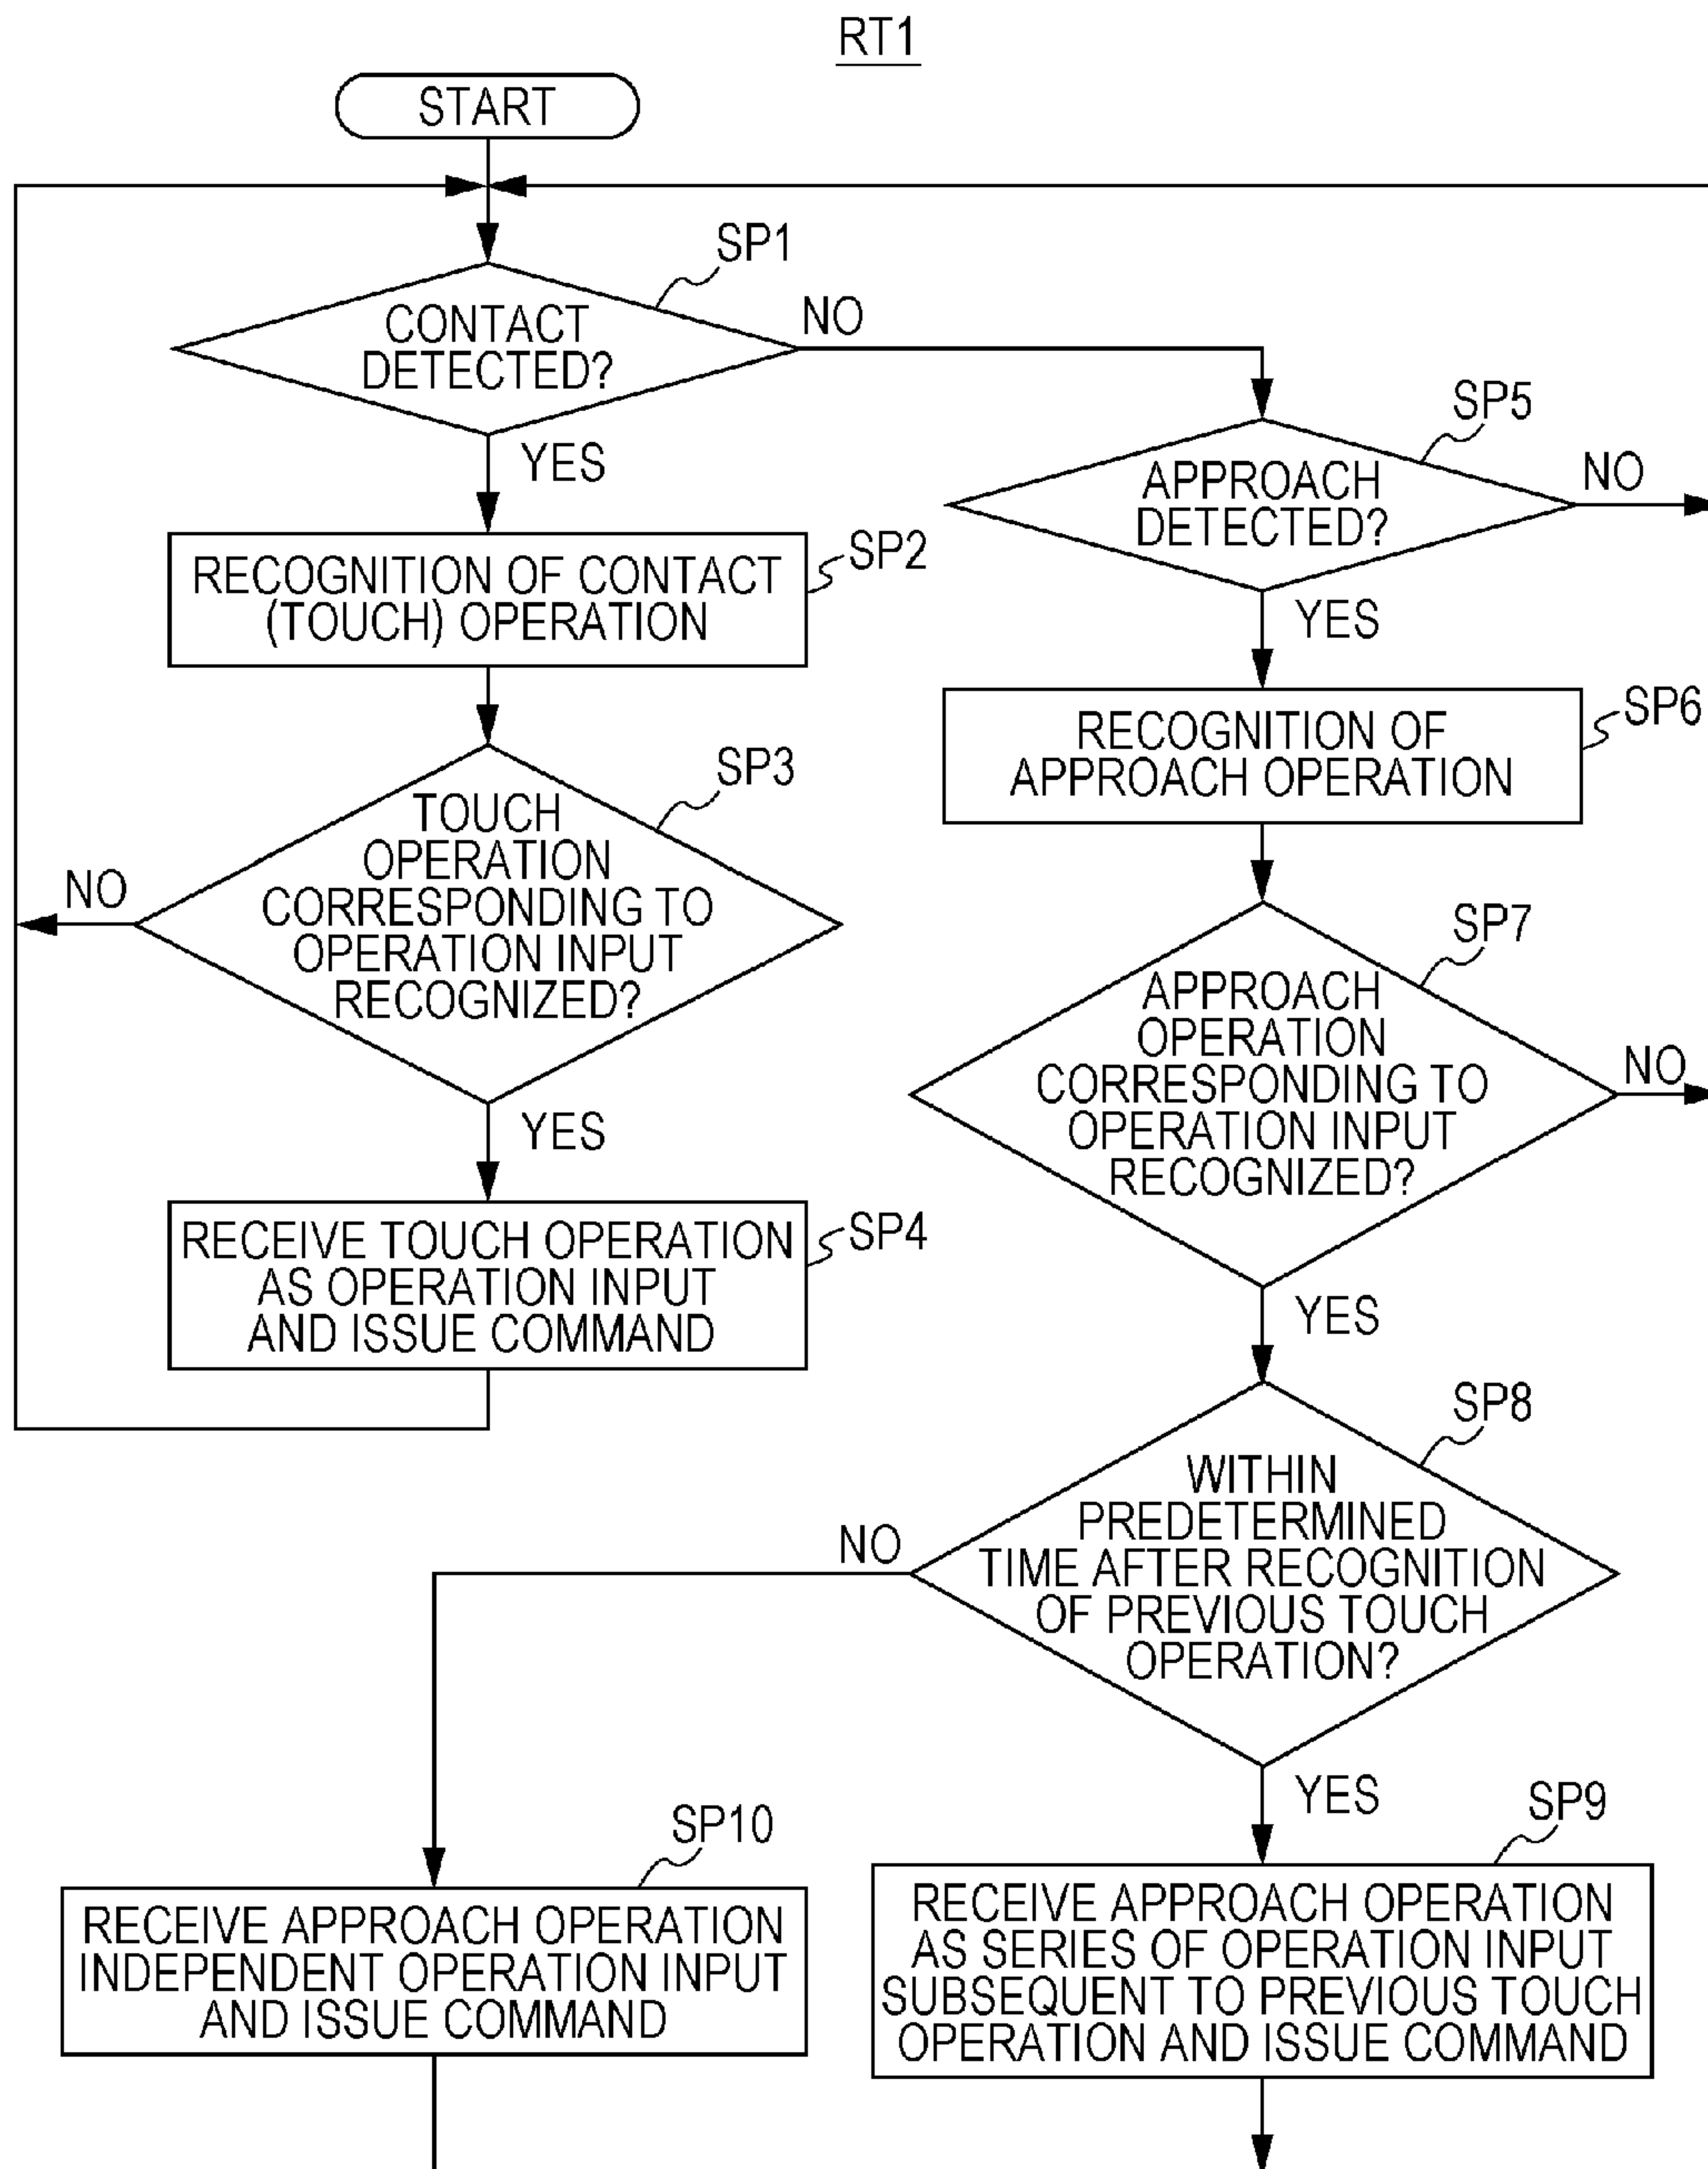 RT1
START
SP1
CONTACT
DETECTED?
NO
YES
SP2
RECOGNITION OF CONTACT
(TOUCH) OPERATION
SP3
TOUCH
OPERATION
CORRESPONDING TO
OPERATION INPUT
RECOGNIZED?
NO
YES
SP4
RECEIVE TOUCH OPERATION
AS OPERATION INPUT
AND ISSUE COMMAND
SP5
APPROACH
DETECTED?
NO
YES
SP6
RECOGNITION OF
APPROACH OPERATION
SP7
APPROACH
OPERATION
CORRESPONDING TO
OPERATION INPUT
RECOGNIZED?
NO
YES
SP8
WITHIN
PREDETERMINED
TIME AFTER RECOGNITION
OF PREVIOUS TOUCH
OPERATION?
NO
YES
SP10
RECEIVE APPROACH OPERATION
INDEPENDENT OPERATION INPUT
AND ISSUE COMMAND
SP9
RECEIVE APPROACH OPERATION
AS SERIES OF OPERATION INPUT
SUBSEQUENT TO PREVIOUS TOUCH
OPERATION AND ISSUE COMMAND